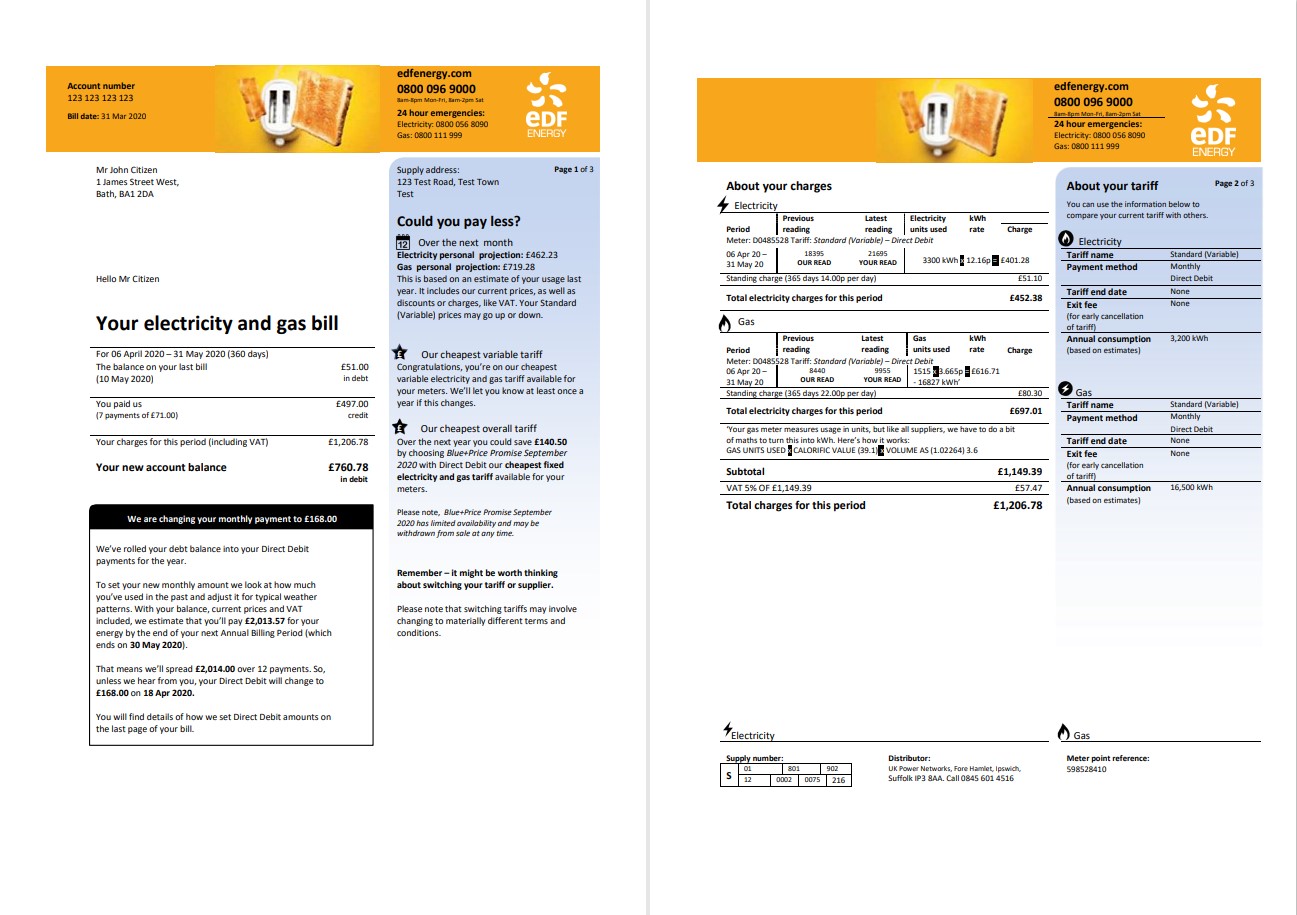 Account number
123 123 123 123
Bill date: 31 Mar 2020
edfenergy.com
0800 096 9000
8am-8pm Mon-Fri, 8am-2pm Sat
24 hour emergencies:
Electricity: 0800 056 8090
Gas: 0800 111 999
eDF
ENERGY
Mr John Citizen
1 James Street West,
Bath, BA1 2DA
Hello Mr Citizen
Your electricity and gas bill
For 06 April 2020 – 31 May 2020 (360 days)
The balance on your last bill £51.00
(10 May 2020) in debt
You paid us £497.00
(7 payments of £71.00) credit
Your charges for this period (including VAT) £1,206.78
Your new account balance £760.78
in debit
We are changing your monthly payment to £168.00
We've rolled your debt balance into your Direct Debit
payments for the year.
To set your new monthly amount we look at how much
you've used in the past and adjust it for typical weather
patterns. With your balance, current prices and VAT
included, we estimate that you'll pay £2,013.57 for your
energy by the end of your next Annual Billing Period (which
ends on 30 May 2020).
That means we'll spread £2,014.00 over 12 payments. So,
unless we hear from you, your Direct Debit will change to
£168.00 on 18 Apr 2020.
You will find details of how we set Direct Debit amounts on
the last page of your bill.
Supply address: Page 1 of 3
123 Test Road, Test Town
Test
Could you pay less?
12 Over the next month
Electricity personal projection: £462.23
Gas personal projection: £719.28
This is based on an estimate of your usage last
year. It includes our current prices, as well as
discounts or charges, like VAT. Your Standard
(Variable) prices may go up or down.
£ Our cheapest variable tariff
Congratulations, you're on our cheapest
variable electricity and gas tariff available for
your meters. We'll let you know at least once a
year if this changes.
£ Our cheapest overall tariff
Over the next year you could save £140.50
by choosing Blue+Price Promise September
2020 with Direct Debit our cheapest fixed
electricity and gas tariff available for your
meters.
Please note, Blue+Price Promise September
2020 has limited availability and may be
withdrawn from sale at any time.
Remember – it might be worth thinking
about switching your tariff or supplier.
Please note that switching tariffs may involve
changing to materially different terms and
conditions.
edfenergy.com
0800 096 9000
8am-8pm Mon-Fri, 8am-2pm Sat
24 hour emergencies:
Electricity: 0800 056 8090
Gas: 0800 111 999
eDF
ENERGY
About your charges
Electricity
Previous Latest Electricity kWh
Period reading reading units used rate Charge
Meter: D0485528 Tariff: Standard (Variable) – Direct Debit
06 Apr 20 – 18395 21695
3300 kWh x 12.16p = £401.28
31 May 20 OUR READ YOUR READ
Standing charge (365 days 14.00p per day) £51.10
Total electricity charges for this period £452.38
Gas
Previous Latest Gas kWh
Period reading reading units used rate Charge
Meter: D0485528 Tariff: Standard (Variable) – Direct Debit
06 Apr 20 – 8440 9955 1515 x 3.665p = £616.71
31 May 20 OUR READ YOUR READ - 16827 kWh'
Standing charge (365 days 22.00p per day) £80.30
Total electricity charges for this period £697.01
'Your gas meter measures usage in units, but like all suppliers, we have to do a bit
of maths to turn this into kWh. Here's how it works:
GAS UNITS USED x CALORIFIC VALUE (39.1) x VOLUME AS (1.02264) 3.6
Subtotal £1,149.39
VAT 5% OF £1,149.39 £57.47
Total charges for this period £1,206.78
About your tariff Page 2 of 3
You can use the information below to
compare your current tariff with others.
Electricity
Tariff name Standard (Variable)
Payment method Monthly
Direct Debit
Tariff end date None
Exit fee None
(for early cancellation
of tariff)
Annual consumption 3,200 kWh
(based on estimates)
Gas
Tariff name Standard (Variable)
Payment method Monthly
Direct Debit
Tariff end date None
Exit fee None
(for early cancellation
of tariff)
Annual consumption 16,500 kWh
(based on estimates)
Electricity
Supply number:
S 01 801 902
12 0002 0075 216
Distributor:
UK Power Networks, Fore Hamlet, Ipswich,
Suffolk IP3 8AA. Call 0845 601 4516
Gas
Meter point reference:
598528410